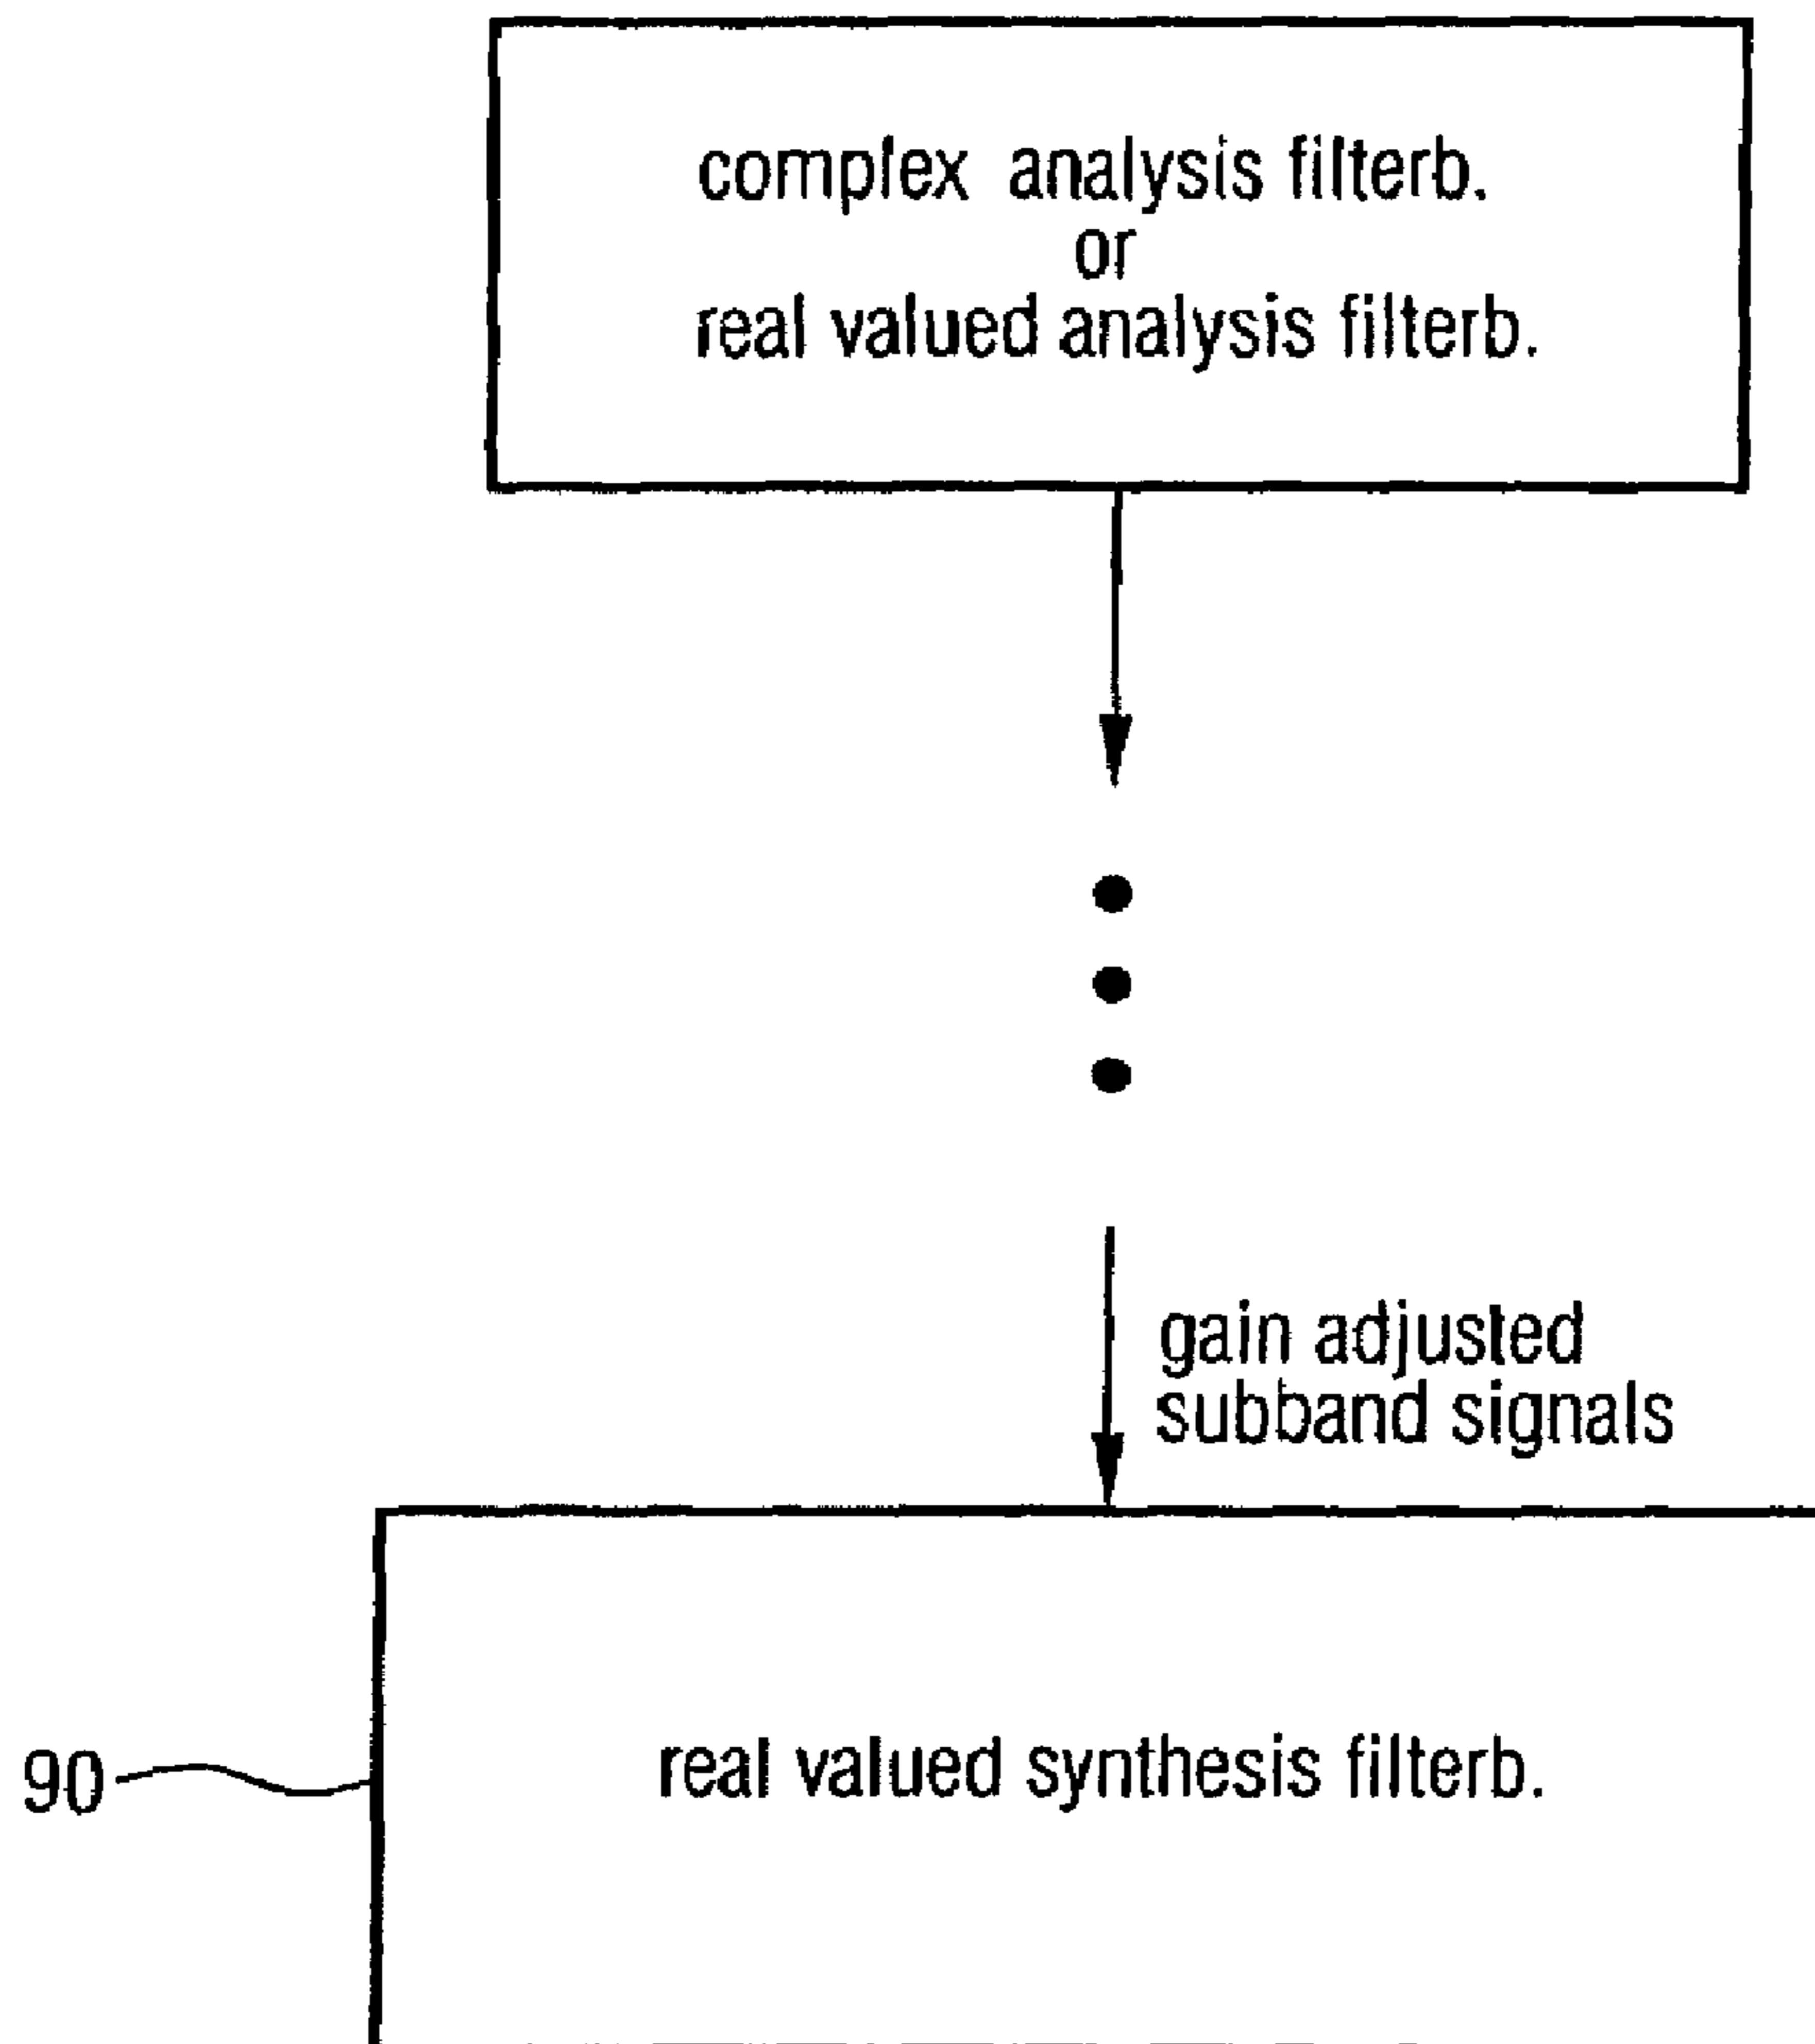 complex analysis filterb.
or
real valued analysis filterb.
gain adjusted
subband signals
90
real valued synthesis filterb.